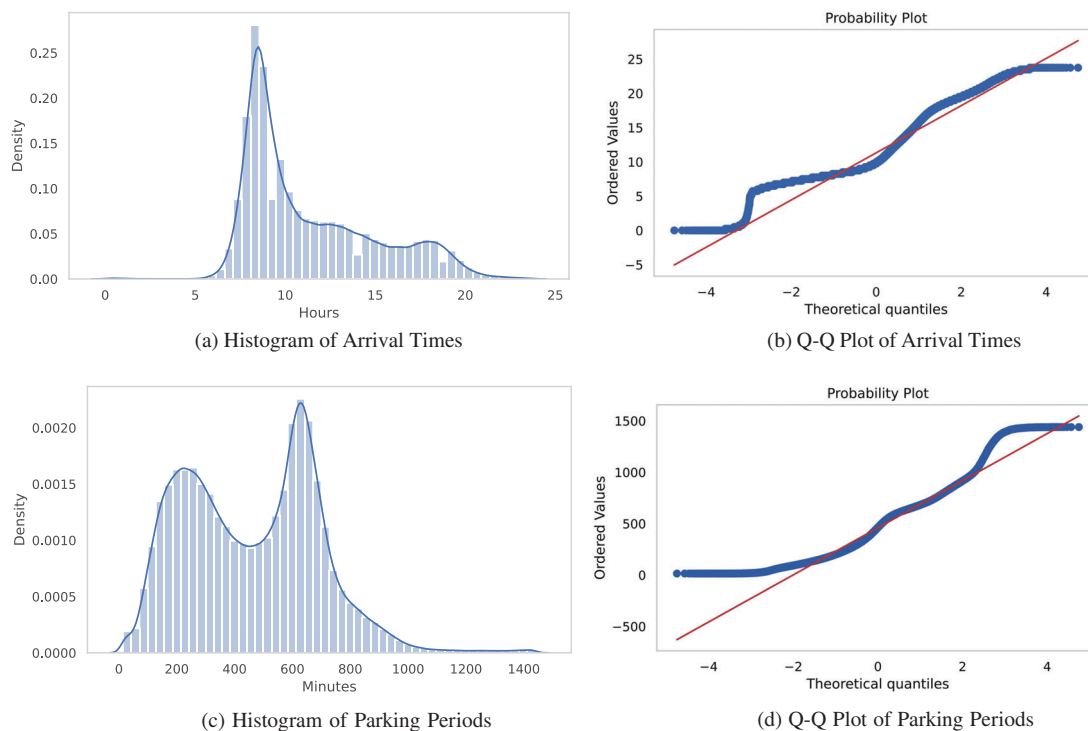 0.25
0.20
0.15
0.10
0.05
0.00
Density
0 5 10 15 20 25
Hours
(a) Histogram of Arrival Times
Probability Plot
25
20
15
10
5
0
−5
Ordered Values
−4 −2 0 2 4
Theoretical quantiles
(b) Q-Q Plot of Arrival Times
0.0020
0.0015
0.0010
0.0005
0.0000
Density
0 200 400 600 800 1000 1200 1400
Minutes
(c) Histogram of Parking Periods
Probability Plot
1500
1000
500
0
−500
Ordered Values
−4 −2 0 2 4
Theoretical quantiles
(d) Q-Q Plot of Parking Periods